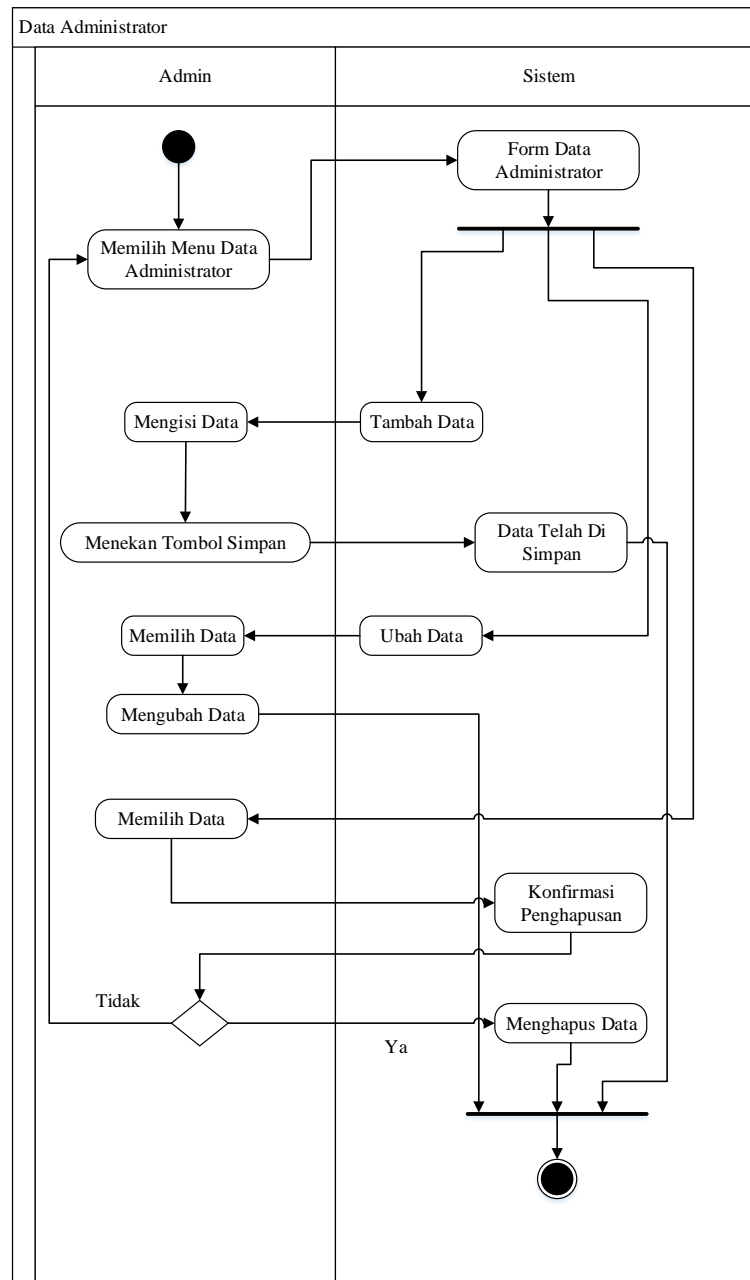 Data Administrator
Admin
Sistem
Form Data
Administrator
Memilih Menu Data
Administrator
Mengisi Data
Tambah Data
Menekan Tombol Simpan
Data Telah Di
Simpan
Memilih Data
Ubah Data
Mengubah Data
Memilih Data
Konfirmasi
Penghapusan
Tidak
Ya
Menghapus Data